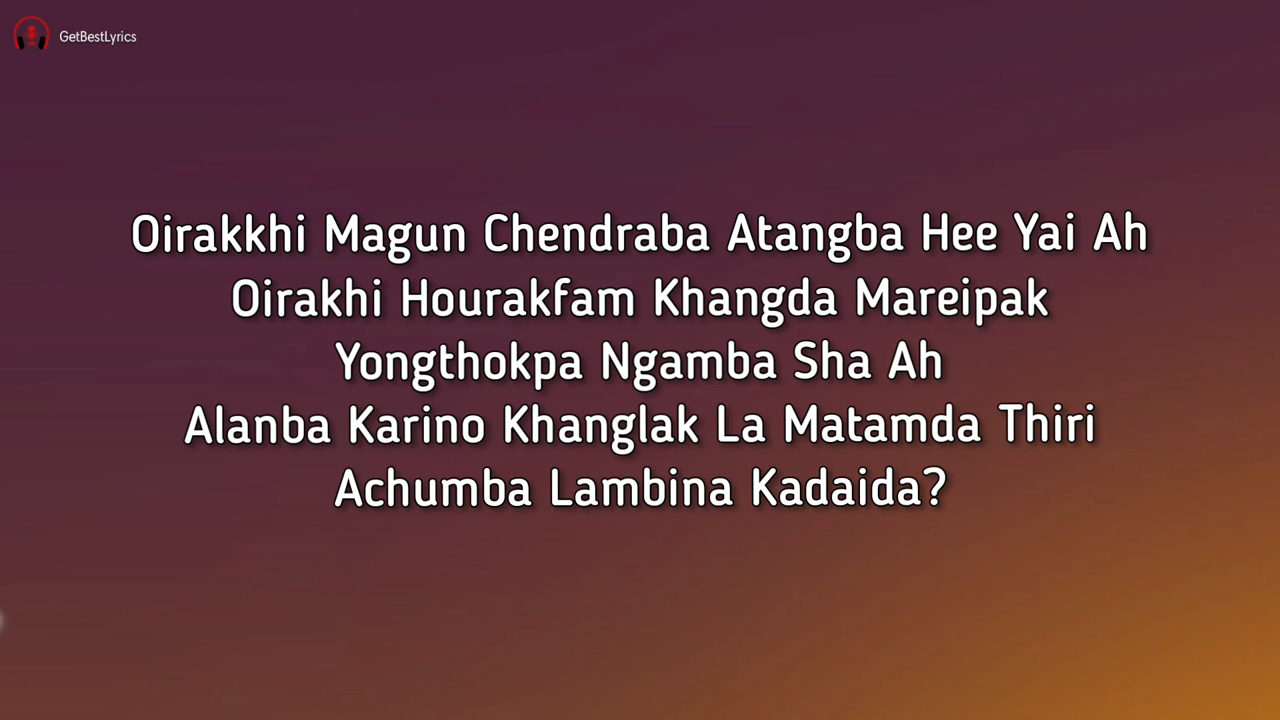 GetBestLyrics
Oirakkhi Magun Chendraba Atangba Hee Yai Ah
Oirakhi Hourakfam Khangda Mareipak
Yongthokpa Ngamba Sha Ah
Alanba Karino Khanglak La Matamda Thiri
Achumba Lambina Kadaida?